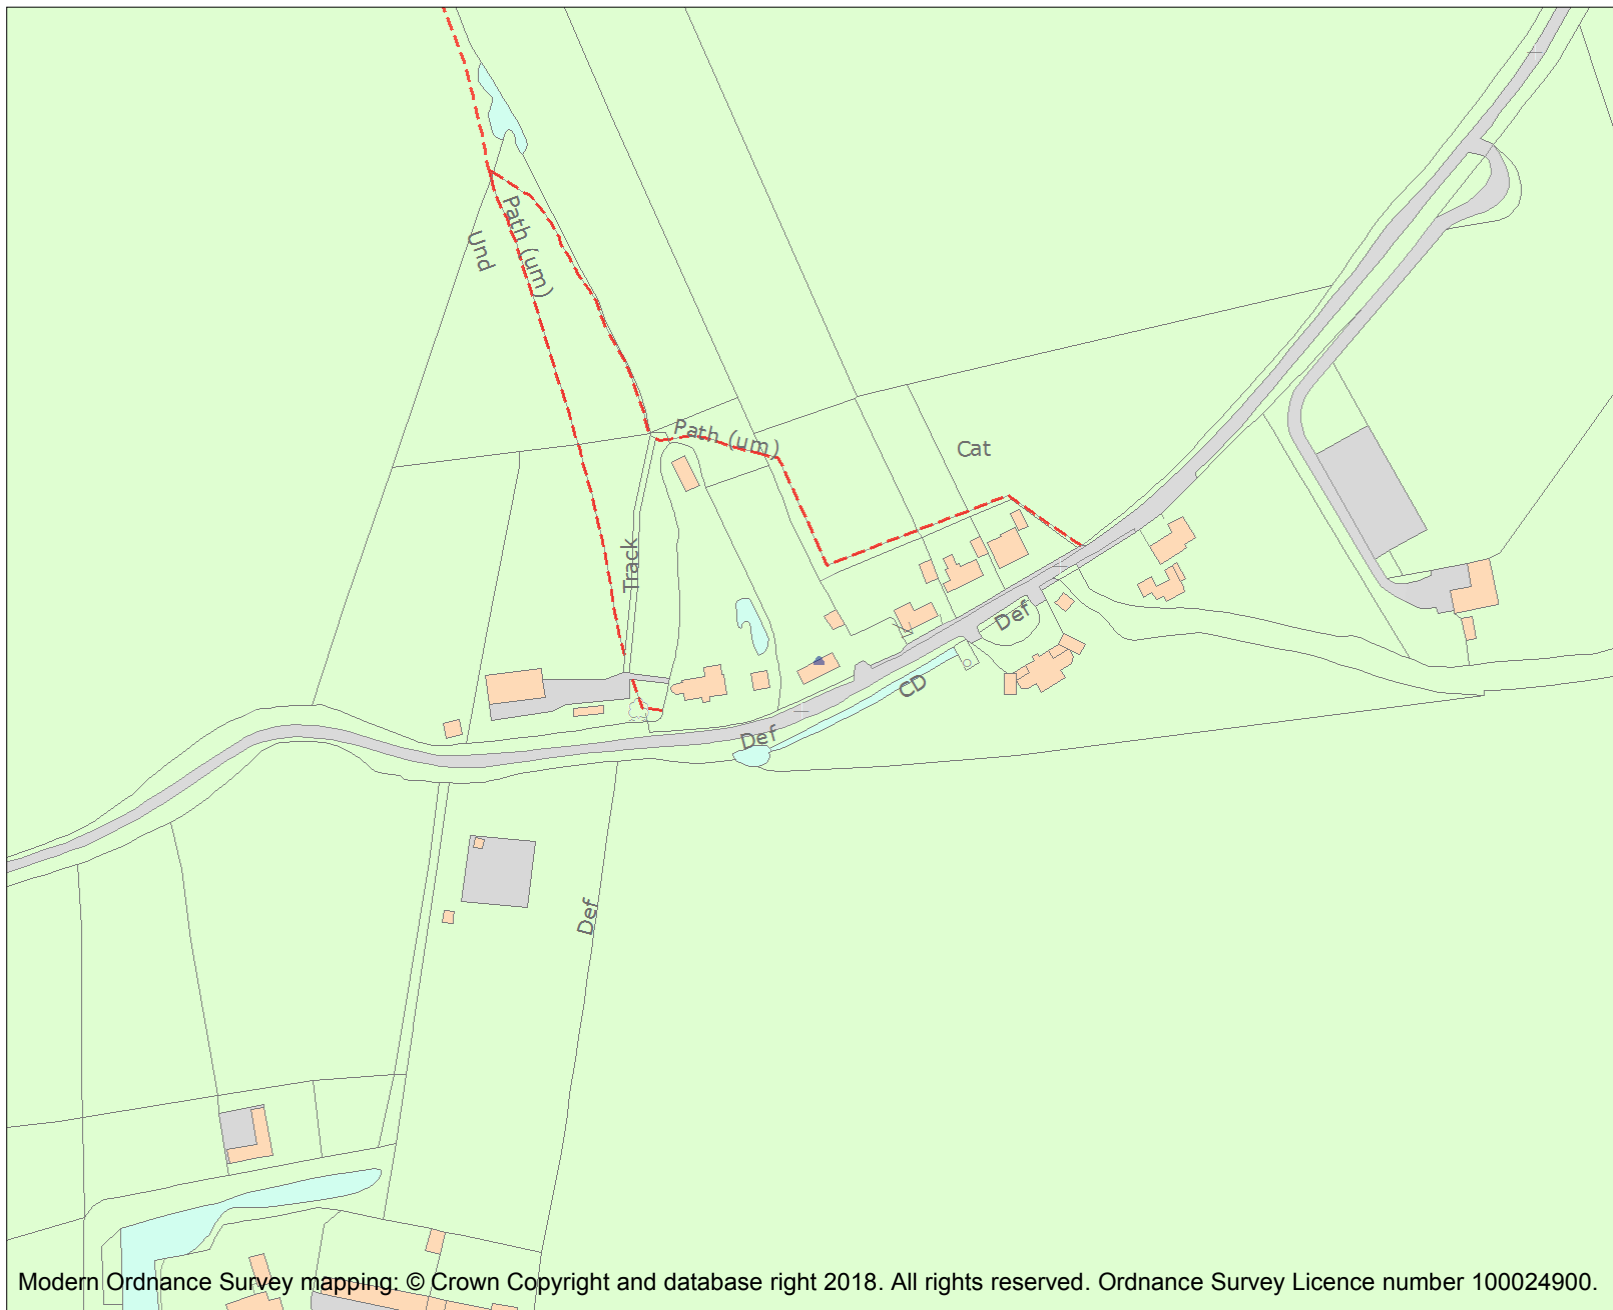 Path (um)
Und
Path (um)
Cat
Track
Def
CD
Def
Def
Modern Ordnance Survey mapping: © Crown Copyright and database right 2018. All rights reserved. Ordnance Survey Licence number 100024900.